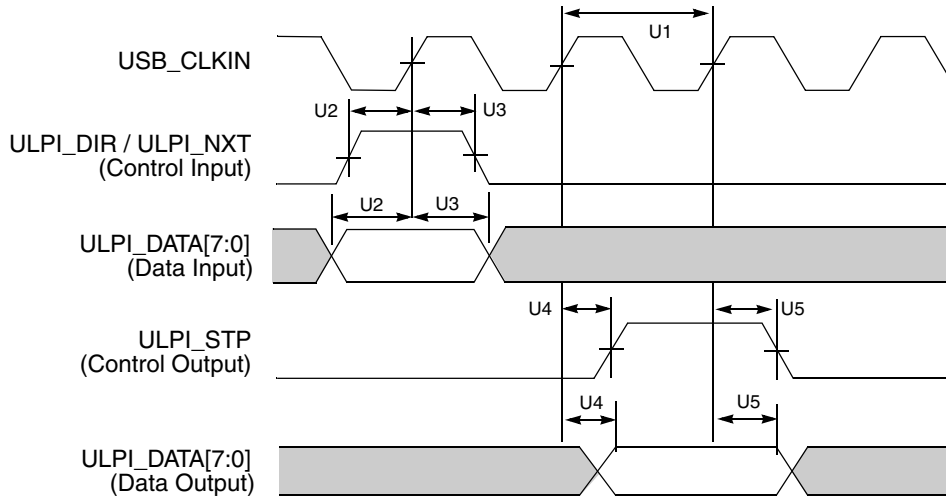 U1
USB_CLKIN
U2
U3
ULPI_DIR / ULPI_NXT
(Control Input)
U2
U3
ULPI_DATA[7:0]
(Data Input)
U4
U5
ULPI_STP
(Control Output)
U4
U5
ULPI_DATA[7:0]
(Data Output)